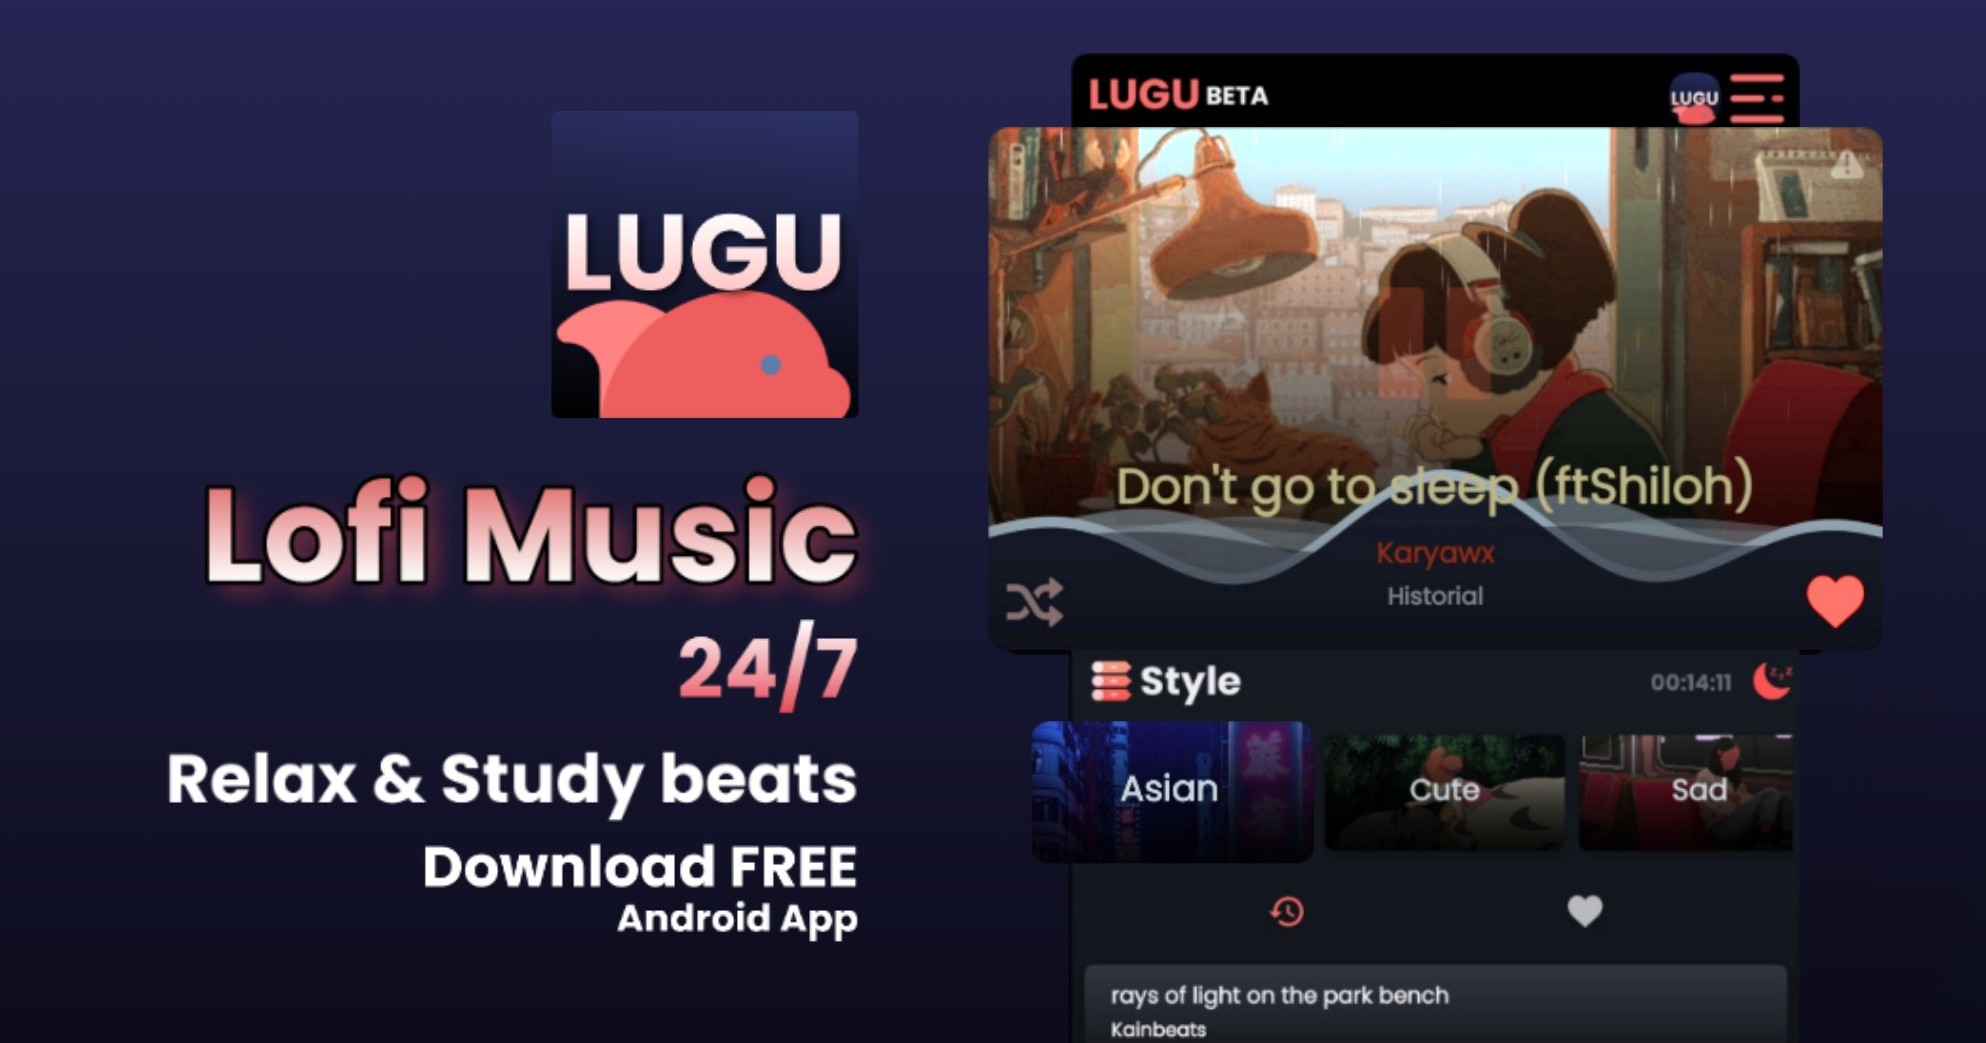 LUGU
Lofi Music
24/7
Relax & Study beats
Download FREE
Android App
LUGU BETA
LUGU
Don't go to sleep (ftShiloh)
Karyawx
Historial
Style
00:14:11
zzz
Asian
Cute
Sad
rays of light on the park bench
Kainbeats